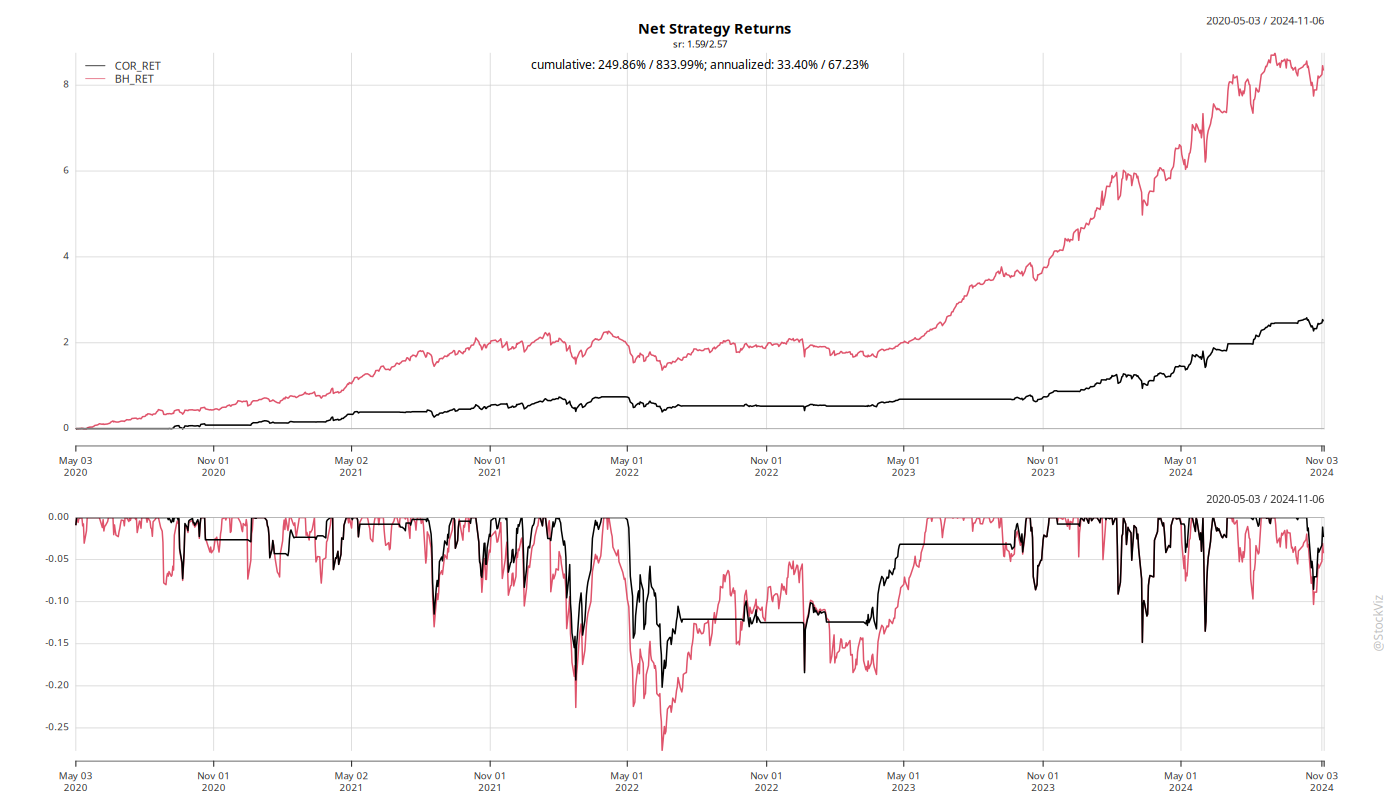 2020-05-03 / 2024-11-06
Net Strategy Returns
sr: 1.59/2.57
cumulative: 249.86% / 833.99%; annualized: 33.40% / 67.23%
COR_RET
BH_RET
8
6
4
2
0
May 03 Nov 01 May 02 Nov 01 May 01 Nov 01 May 01 Nov 01 May 01 Nov 03
2020 2020 2021 2021 2022 2022 2023 2023 2024 2024
2020-05-03 / 2024-11-06
0.00
-0.05
-0.10
-0.15
-0.20
-0.25
May 03 Nov 01 May 02 Nov 01 May 01 Nov 01 May 01 Nov 01 May 01 Nov 03
2020 2020 2021 2021 2022 2022 2023 2023 2024 2024
@StockViz